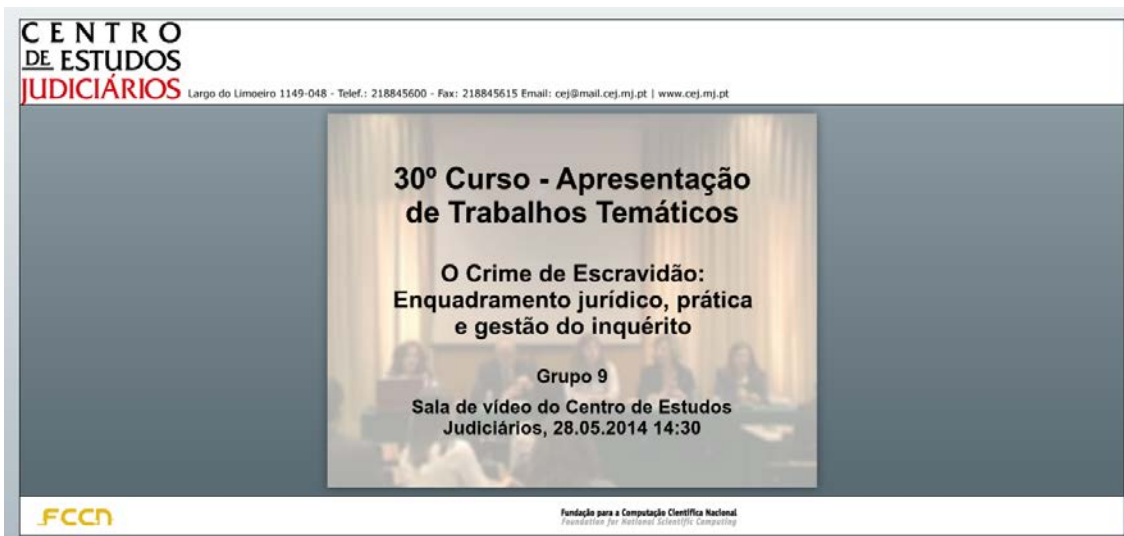 CENTRO
DE ESTUDOS
JUDICIÁRIOS Largo do Limoeiro 1149-048 - Telef.: 218845600 - Fax: 218845615 Email: cej@mail.cej.mj.pt | www.cej.mj.pt
30º Curso - Apresentação
de Trabalhos Temáticos
O Crime de Escravidão:
Enquadramento jurídico, prática
e gestão do inquérito
Grupo 9
Sala de vídeo do Centro de Estudos
Judiciários, 28.05.2014 14:30
FCCN
Fundação para a Computação Científica Nacional
Foundation for National Scientific Computing